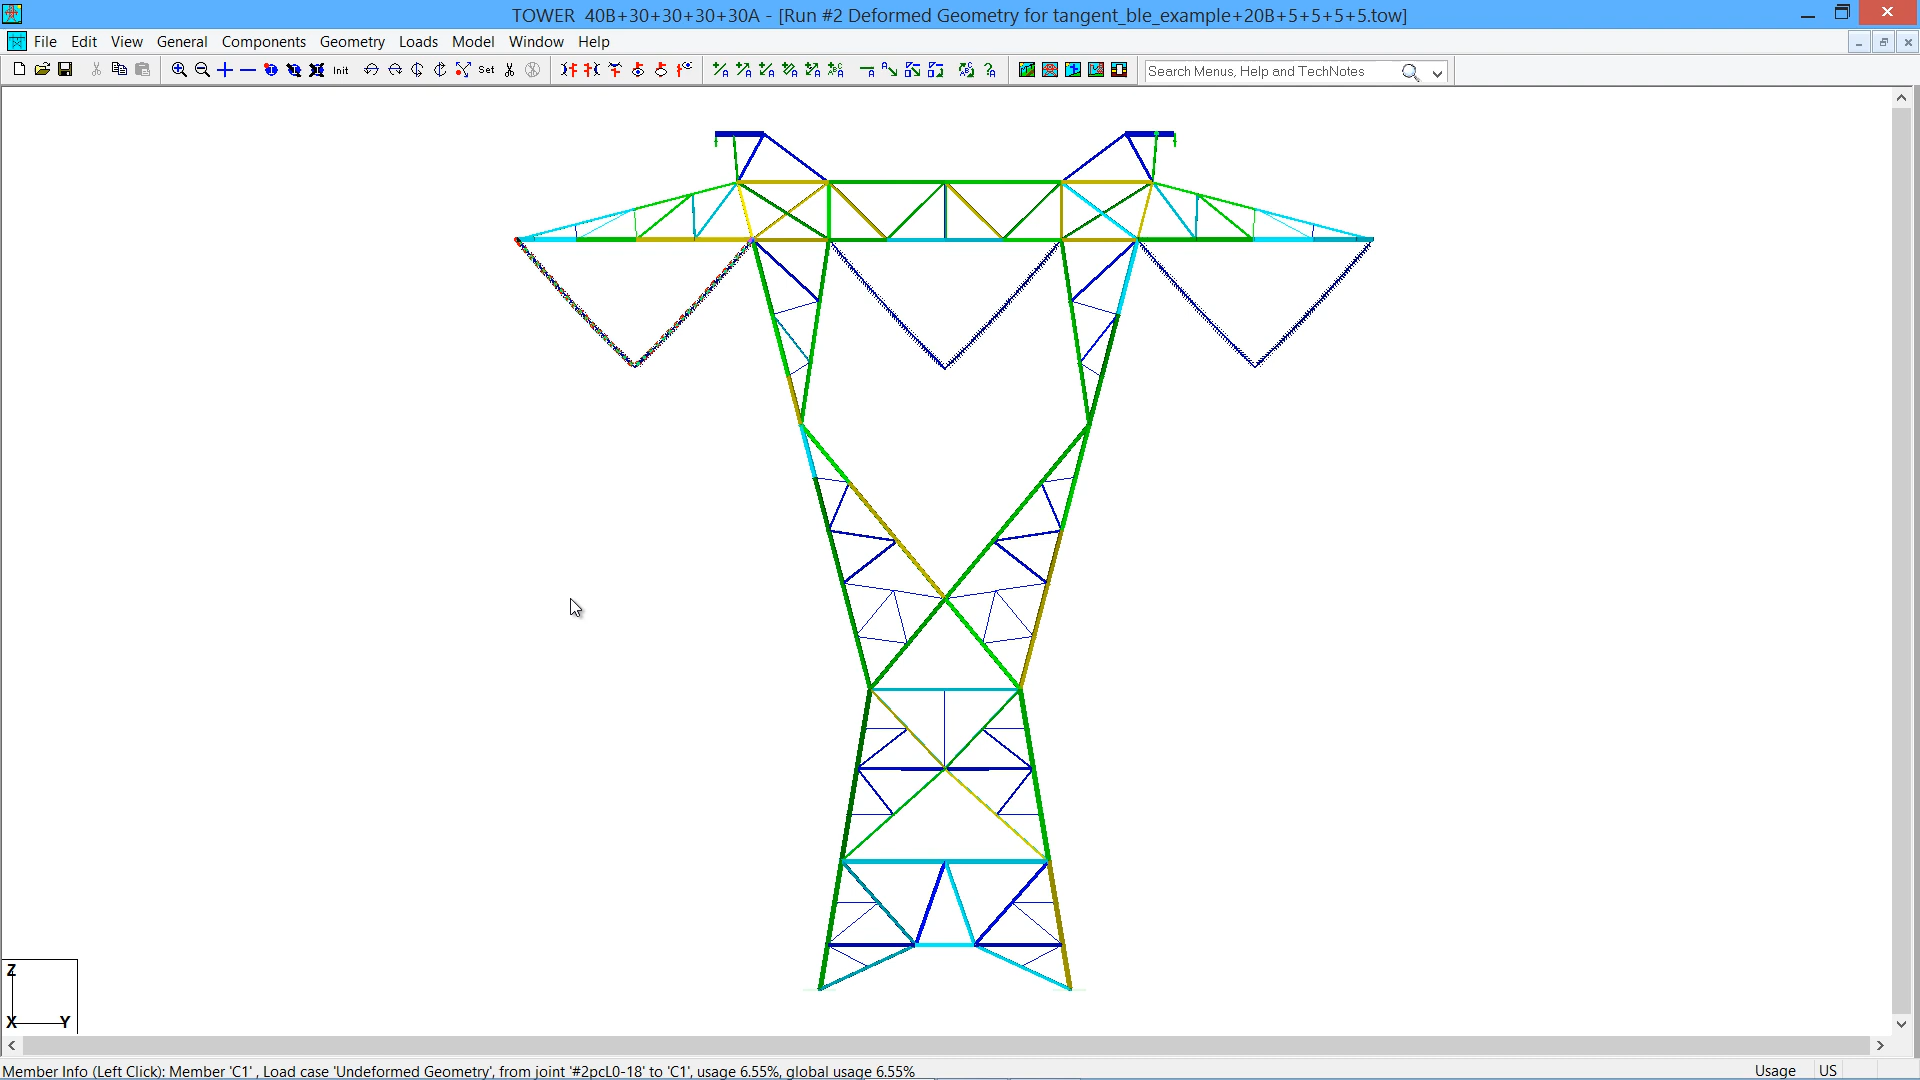 TOWER 40B+30+30+30+30A - [Run #2 Deformed Geometry for tangent_ble_example+20B+5+5+5+5.tow]
File Edit View General Components Geometry Loads Model Window Help
Init Set Search Menus, Help and TechNotes
Z
X Y
Member Info (Left Click): Member 'C1' , Load case 'Undeformed Geometry', from joint '#2pcL0-18' to 'C1', usage 6.55%, global usage 6.55% Usage US